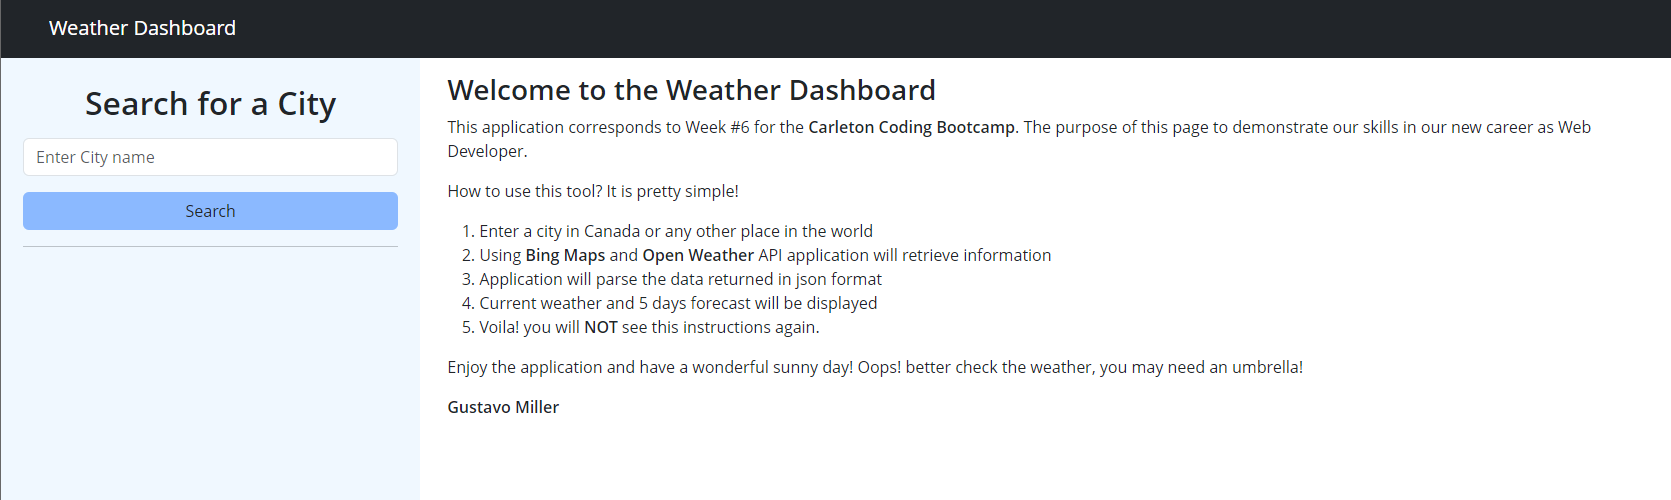 Weather Dashboard
Search for a City
Enter City name
Search
Welcome to the Weather Dashboard
This application corresponds to Week #6 for the Carleton Coding Bootcamp. The purpose of this page to demonstrate our skills in our new career as Web
Developer.
How to use this tool? It is pretty simple!
1. Enter a city in Canada or any other place in the world
2. Using Bing Maps and Open Weather API application will retrieve information
3. Application will parse the data returned in json format
4. Current weather and 5 days forecast will be displayed
5. Voila! you will NOT see this instructions again.
Enjoy the application and have a wonderful sunny day! Oops! better check the weather, you may need an umbrella!
Gustavo Miller